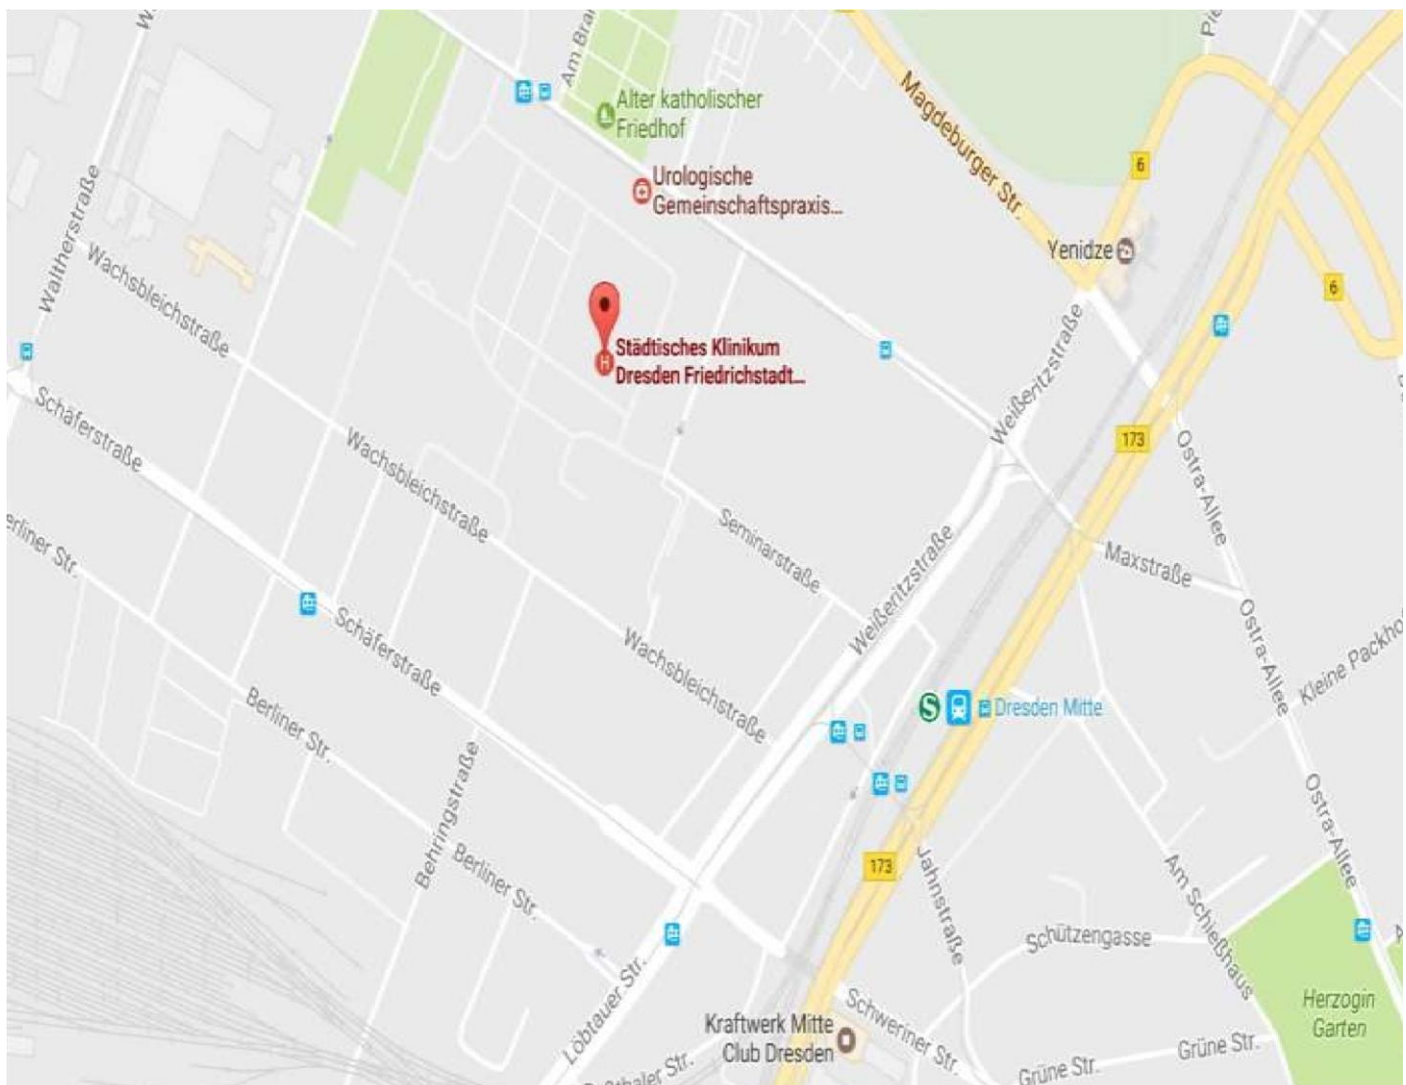 Am Bra
Alter katholischer
Friedhof
Magdeburger Str.
6
Urologische
Gemeinschaftspraxis...
Yenidze
Waltherstraße
Wachsbleichstraße
6
Städtisches Klinikum
H
Dresden Friedrichstadt...
Weißeritzstraße
Schäferstraße
173
Ostra-Allee
Wachsbleichstraße
Seminarstraße
erliner Str.
Maxstraße
Weißeritzstraße
Schäferstraße
Ostra-Allee
Kleine Packho
Wachsbleichstraße
S
Dresden Mitte
Berliner Str.
Behringstraße
Ostra-Allee
173
Jahnstraße
Am Schießhaus
Berliner Str.
Schützengasse
Löbtauer Str.
Herzogin
Garten
Schweriner Str.
Kraftwerk Mitte
Club Dresden
Grüne Str.
Grüne Str.